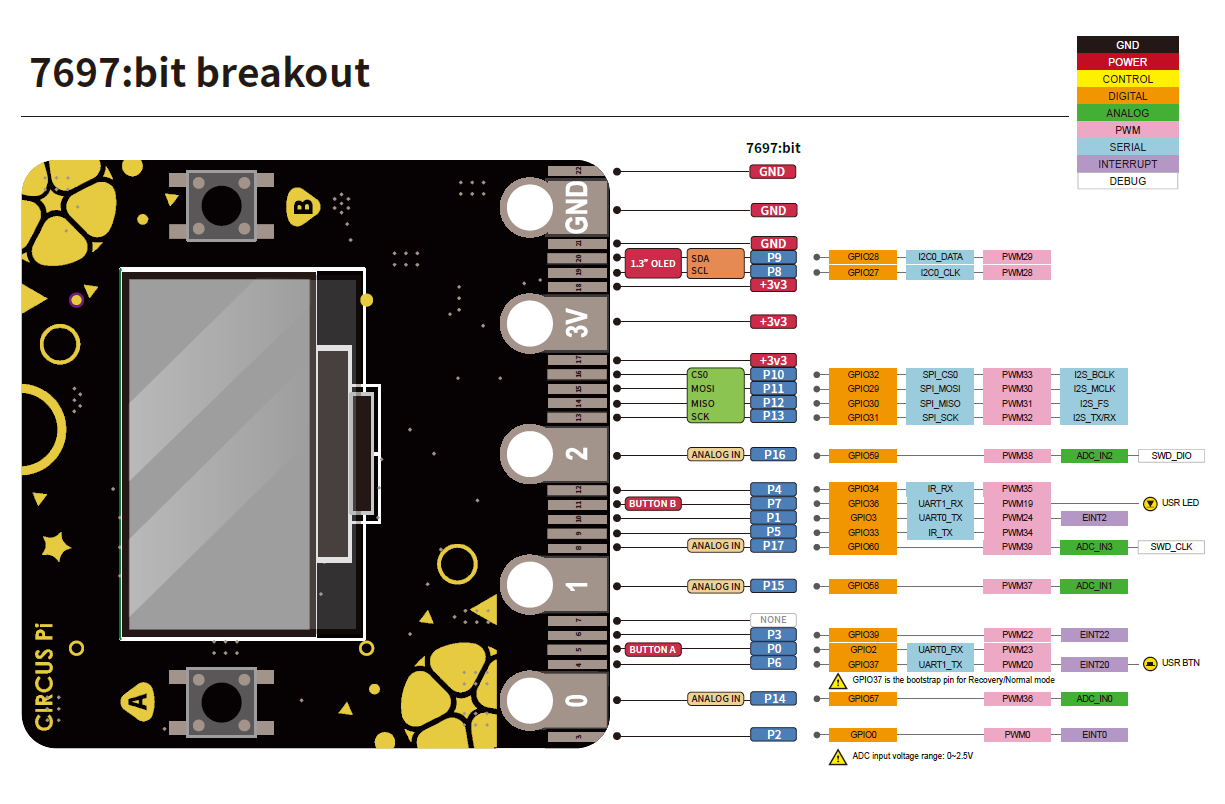 7697:bit breakout
GND
POWER
CONTROL
DIGITAL
ANALOG
PWM
SERIAL
INTERRUPT
DEBUG
7697:bit
22 GND
GND GND
21 GND
20 1.3” OLED SDA P9 GPIO28 I2C0_DATA PWM29
19 SCL P8 GPIO27 I2C0_CLK PWM28
18 +3v3
3V +3v3
17 +3v3
16 CS0 P10 GPIO32 SPI_CS0 PWM33 I2S_BCLK
15 MOSI P11 GPIO29 SPI_MOSI PWM30 I2S_MCLK
14 MISO P12 GPIO30 SPI_MISO PWM31 I2S_FS
13 SCK P13 GPIO31 SPI_SCK PWM32 I2S_TX/RX
2 ANALOG IN P16 GPIO59 PWM38 ADC_IN2 SWD_DIO
12 P4 GPIO34 IR_RX PWM35
11 BUTTON B P7 GPIO36 UART1_RX PWM19 USR LED
10 P1 GPIO3 UART0_TX PWM24 EINT2
9 P5 GPIO33 IR_TX PWM34
8 ANALOG IN P17 GPIO60 PWM39 ADC_IN3 SWD_CLK
1 ANALOG IN P15 GPIO58 PWM37 ADC_IN1
7 NONE
6 P3 GPIO39 PWM22 EINT22
5 BUTTON A P0 GPIO2 UART0_RX PWM23
4 P6 GPIO37 UART1_TX PWM20 EINT20 USR BTN
GPIO37 is the bootstrap pin for Recovery/Normal mode
0 ANALOG IN P14 GPIO57 PWM36 ADC_IN0
3 P2 GPIO0 PWM0 EINT0
ADC input voltage range: 0~2.5V
B
A
CIRCUS Pi